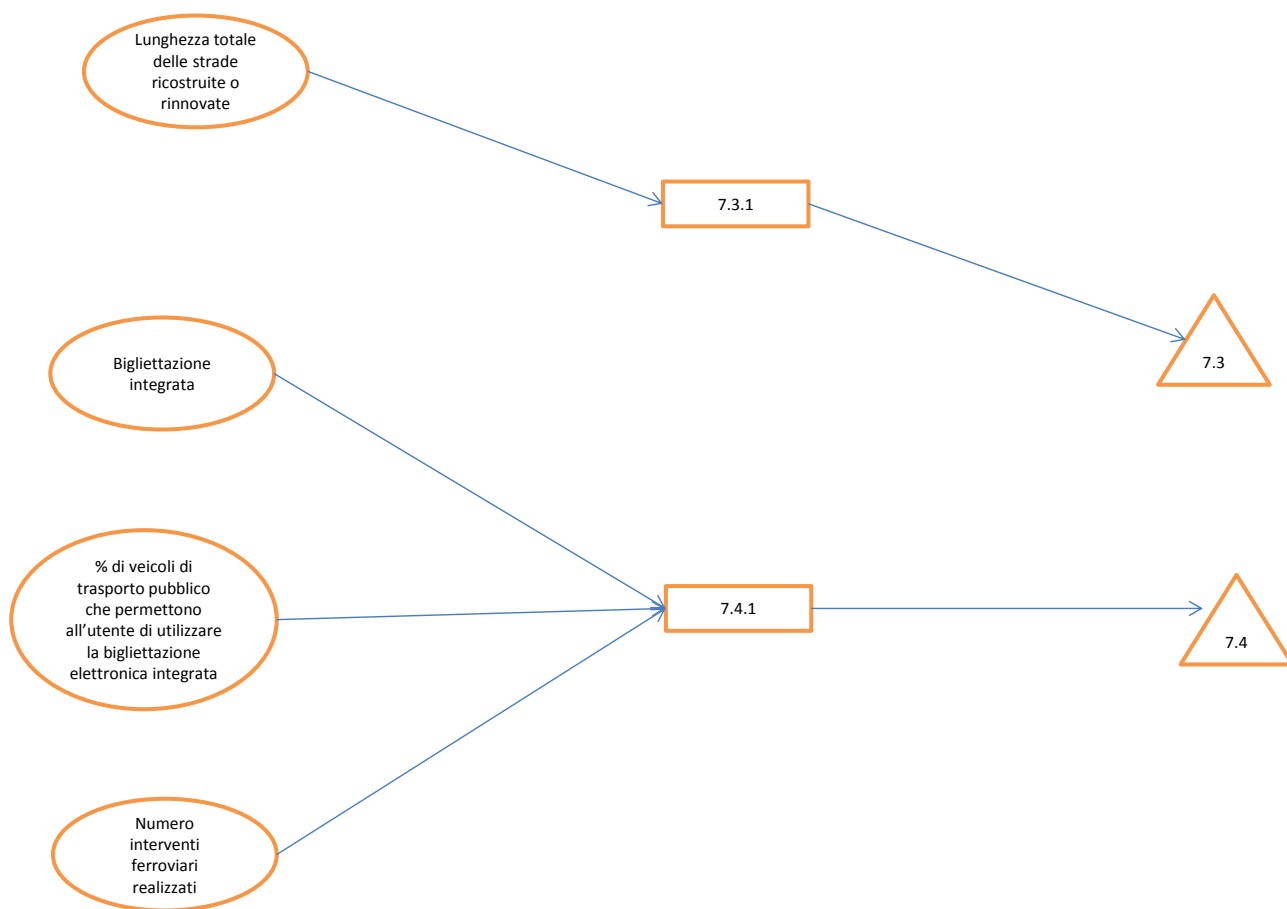 Lunghezza totale
delle strade
ricostruite o
rinnovate
7.3.1
7.3
Bigliettazione
integrata
% di veicoli di
trasporto pubblico
che permettono
all’utente di utilizzare
la bigliettazione
elettronica integrata
7.4.1
7.4
Numero
interventi
ferroviari
realizzati